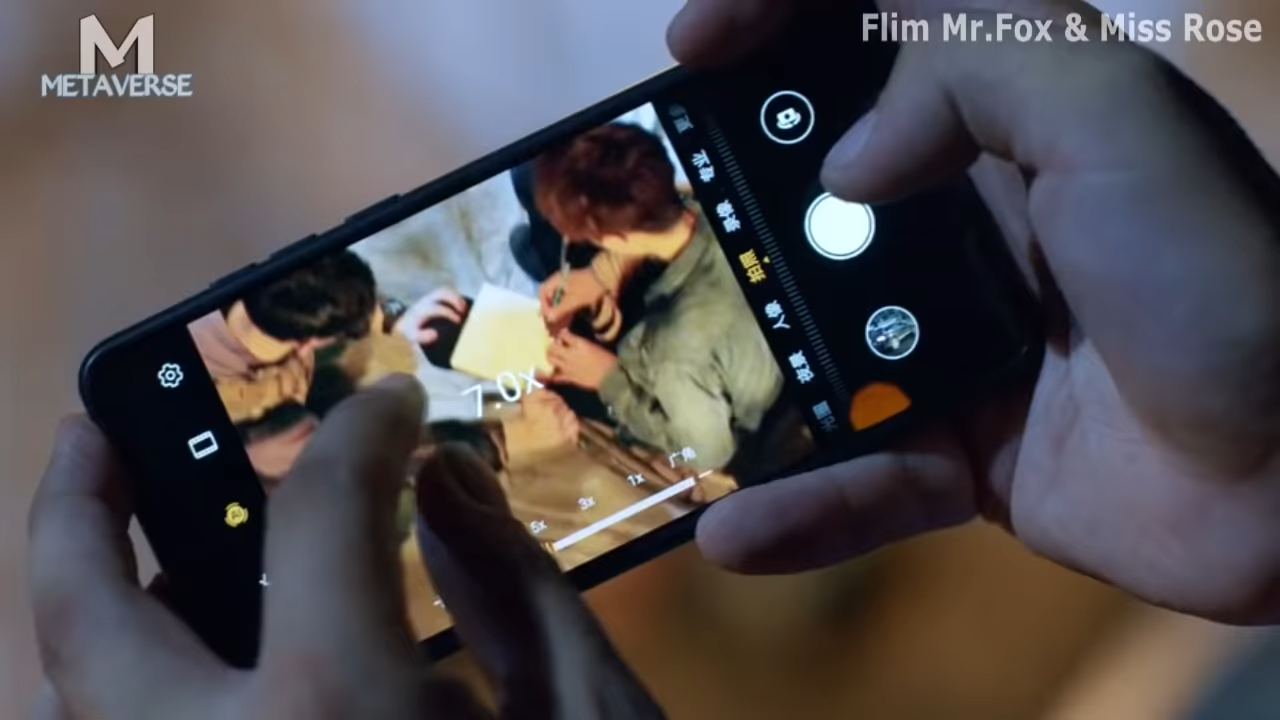 M
METAVERSE
Flim Mr.Fox & Miss Rose
专业
录像
拍照
人像
夜景
7.0x
广角
1x
3x
5x